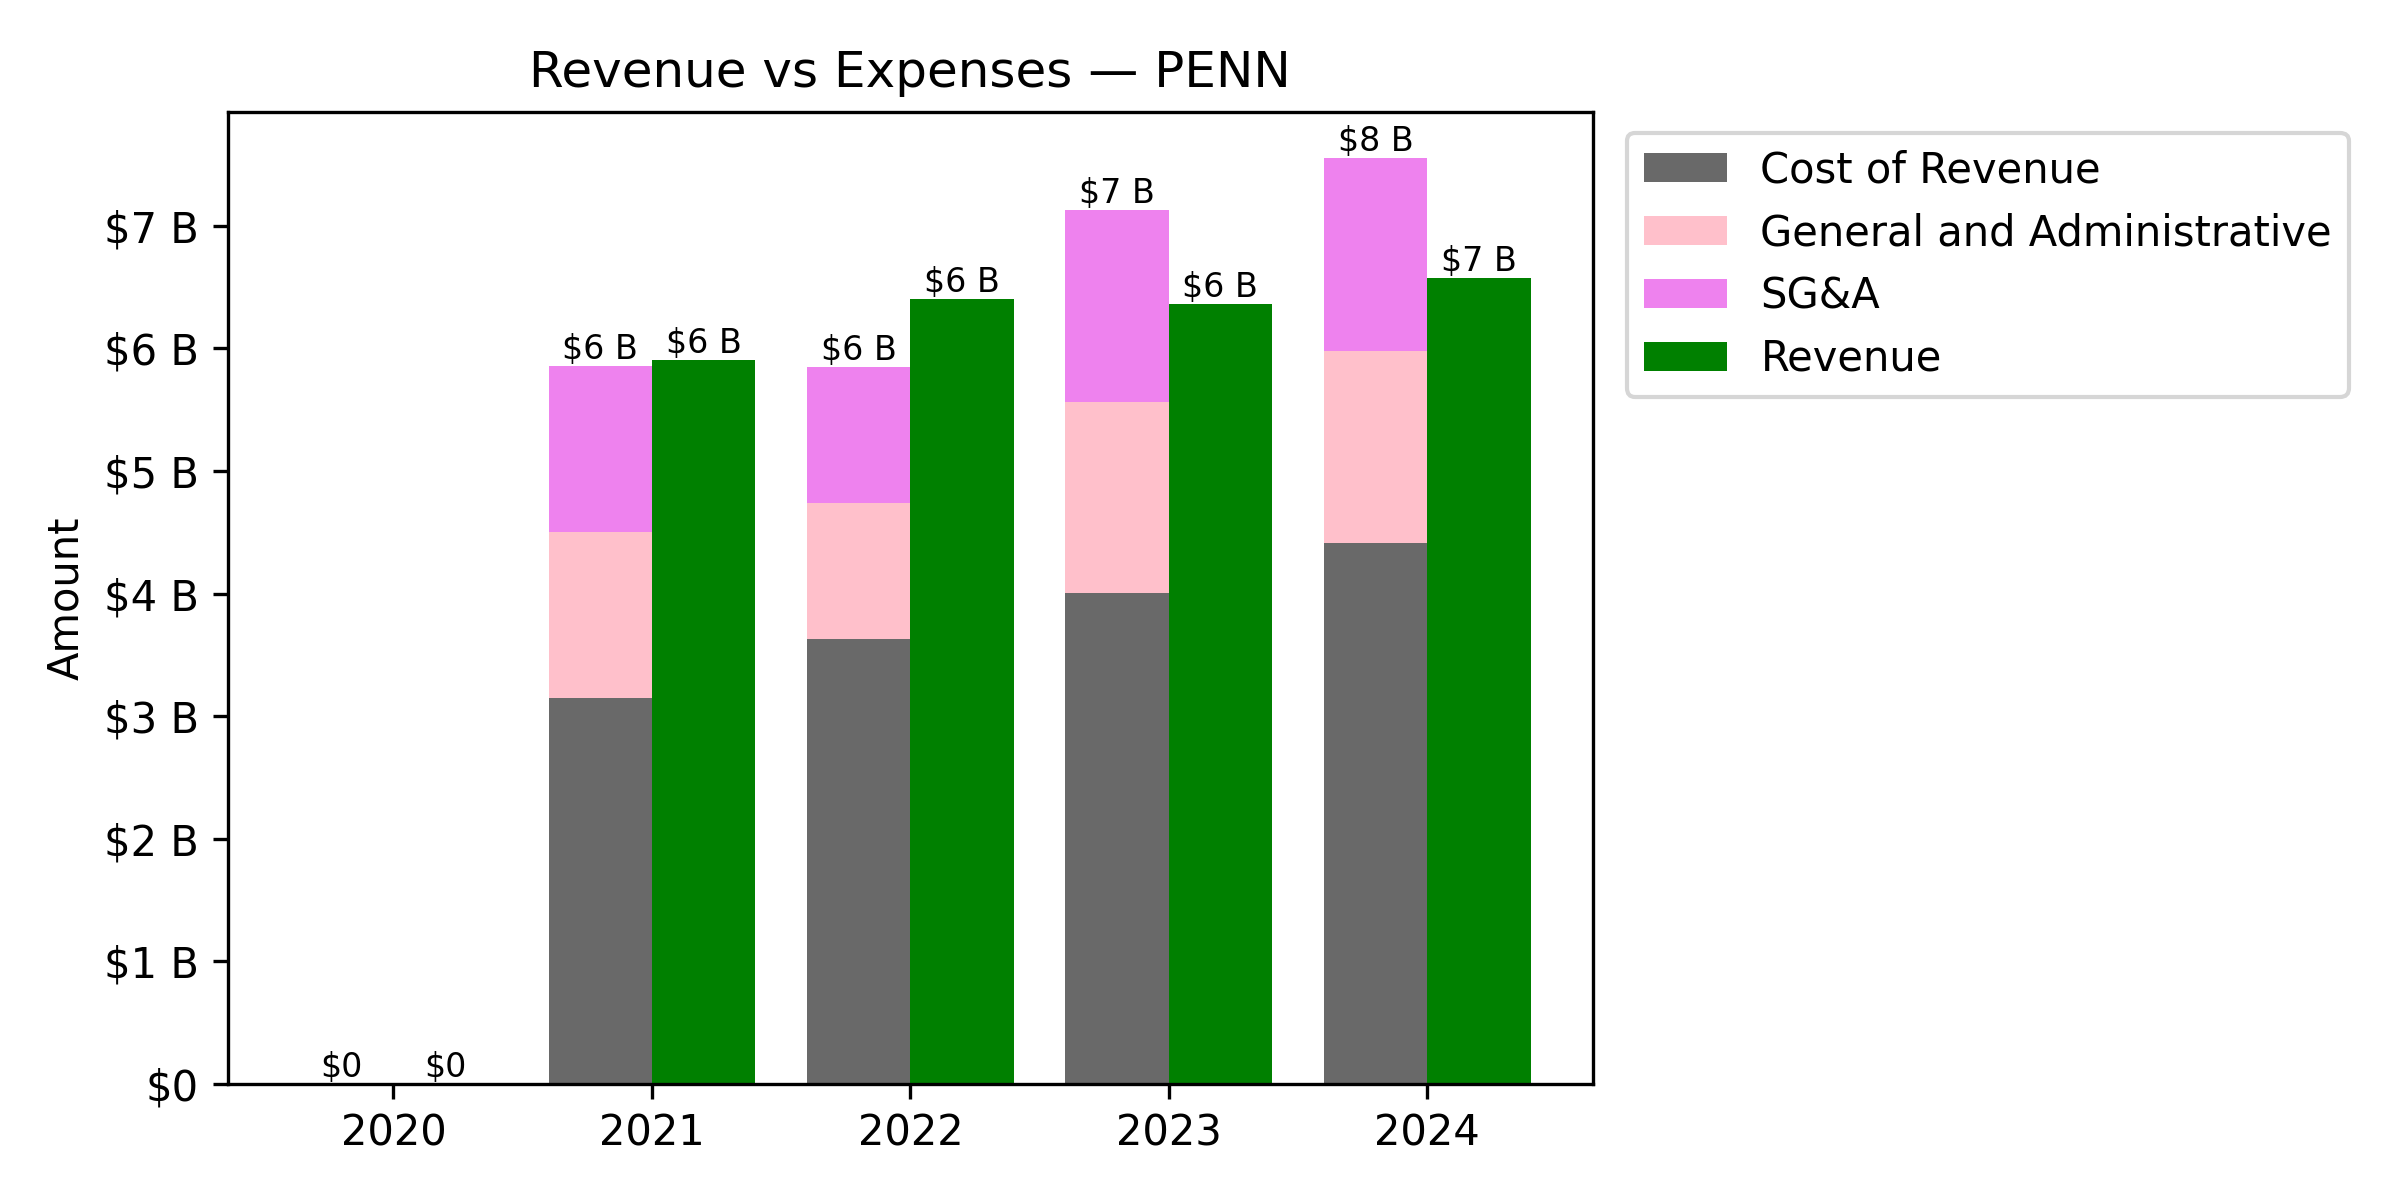 Revenue vs Expenses — PENN
$8 B
$7 B
$7 B
$6 B
$6 B
$6 B
$6 B
$6 B
$0
$0
Amount
$7 B
$6 B
$5 B
$4 B
$3 B
$2 B
$1 B
$0
2020
2021
2022
2023
2024
Cost of Revenue
General and Administrative
SG&A
Revenue